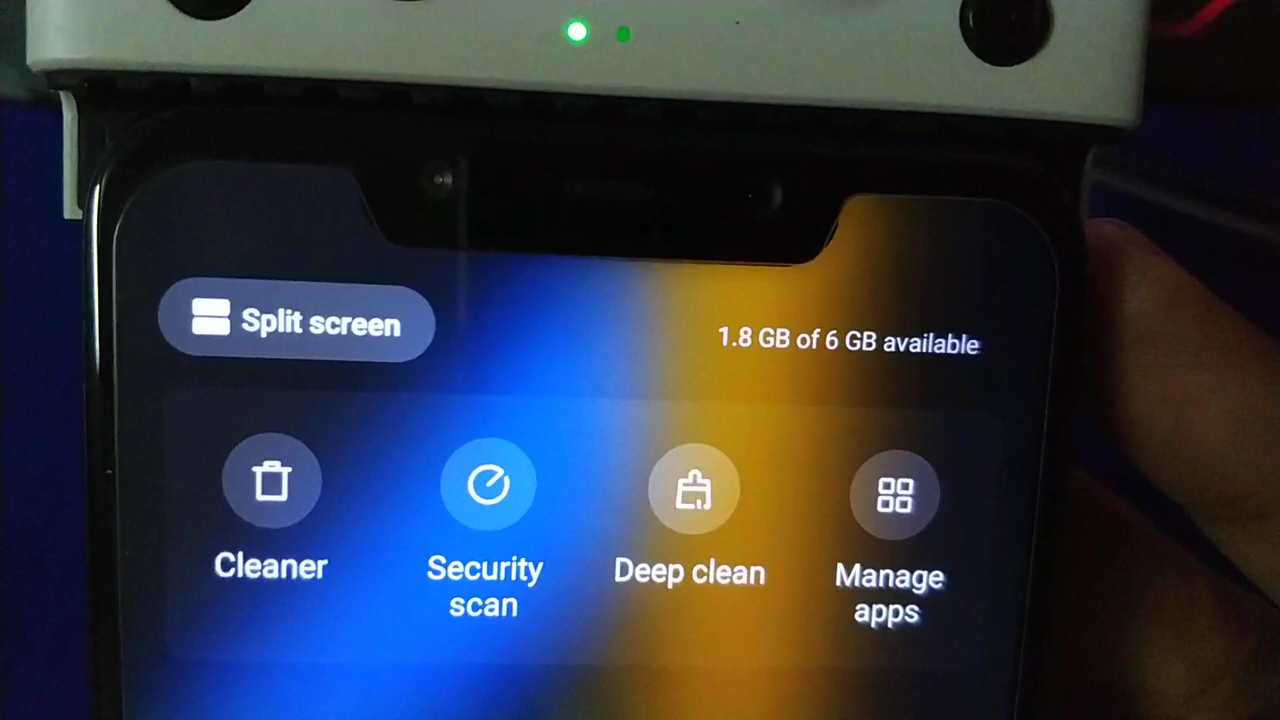 Split screen
1.8 GB of 6 GB available
Cleaner
Security
scan
Deep clean
Manage
apps